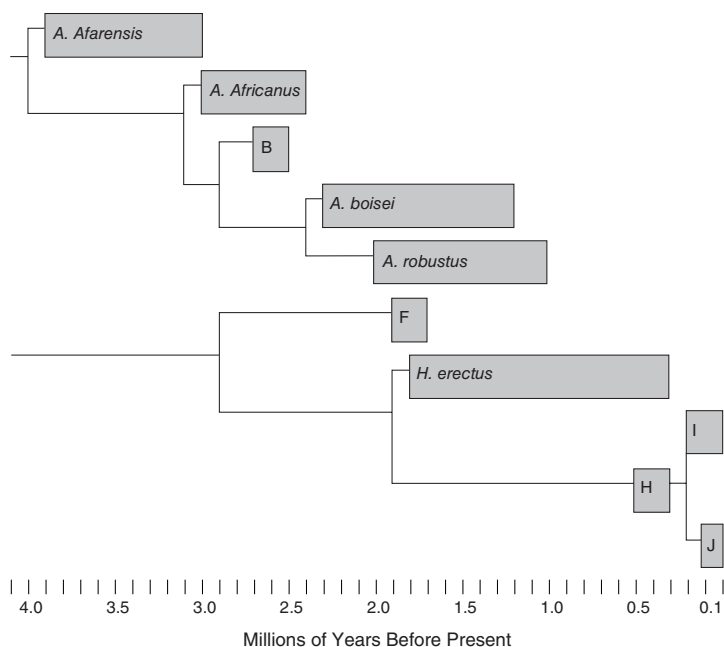 A. Afarensis
A. Africanus
B
A. boisei
A. robustus
F
H. erectus
I
H
J
4.0 3.5 3.0 2.5 2.0 1.5 1.0 0.5 0.1
Millions of Years Before Present